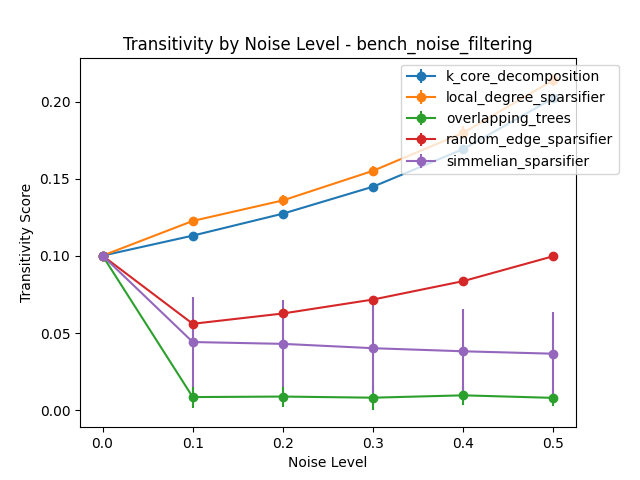 Transitivity by Noise Level - bench_noise_filtering
k_core_decomposition
local_degree_sparsifier
overlapping_trees
random_edge_sparsifier
simmelian_sparsifier
Transitivity Score
0.20
0.15
0.10
0.05
0.00
0.0 0.1 0.2 0.3 0.4 0.5
Noise Level